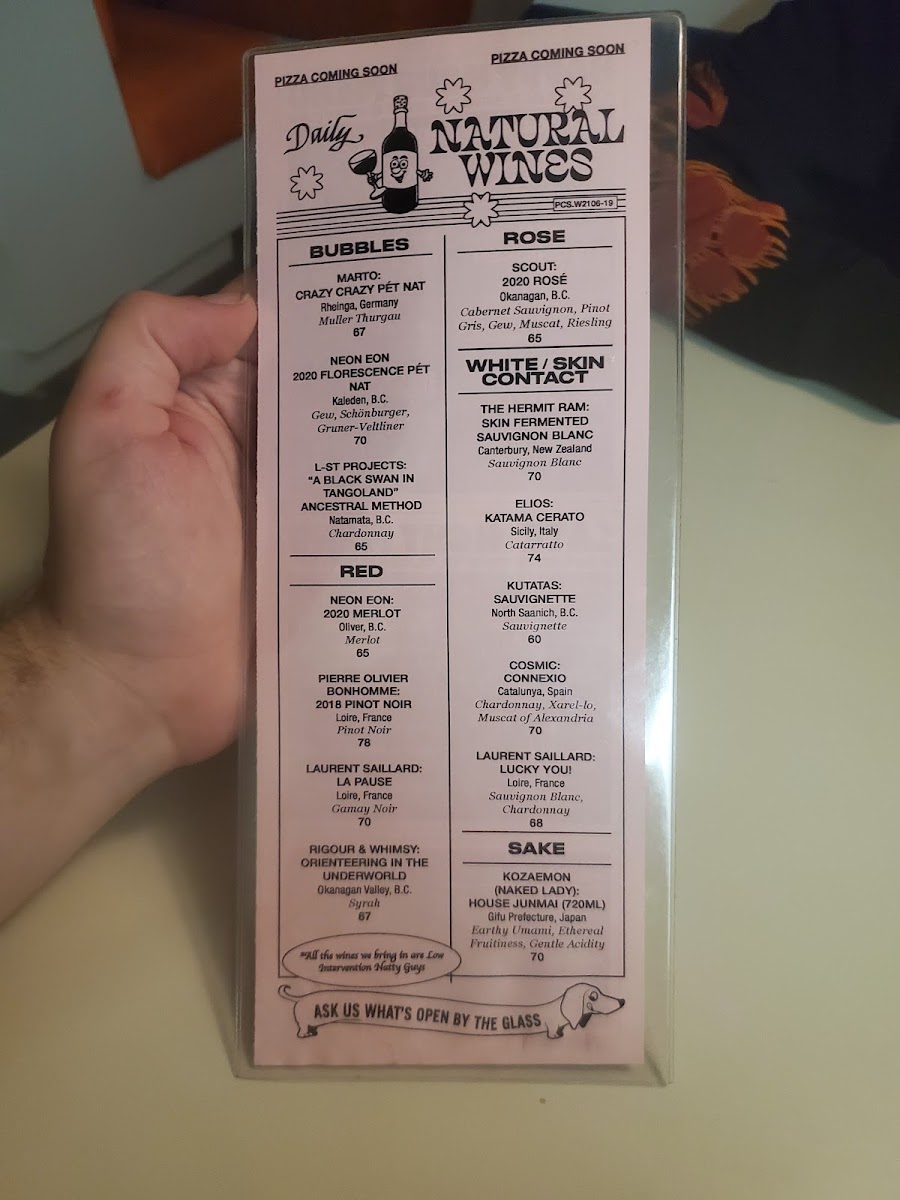 PIZZA COMING SOON
PIZZA COMING SOON
Daily
NATURAL
WINES
PCS.W2106-19
BUBBLES
MARTO:
CRAZY CRAZY PÉT NAT
Rheinga, Germany
Muller Thurgau
67
NEON EON
2020 FLORESCENCE PÉT
NAT
Kaleden, B.C.
Gew, Schönburger,
Gruner-Veltliner
70
L-ST PROJECTS:
"A BLACK SWAN IN
TANGOLAND"
ANCESTRAL METHOD
Natamata, B.C.
Chardonnay
65
RED
NEON EON:
2020 MERLOT
Oliver, B.C.
Merlot
65
PIERRE OLIVIER
BONHOMME:
2018 PINOT NOIR
Loire, France
Pinot Noir
78
LAURENT SAILLARD:
LA PAUSE
Loire, France
Gamay Noir
70
RIGOUR & WHIMSY:
ORIENTEERING IN THE
UNDERWORLD
Okanagan Valley, B.C.
Syrah
67
*All the wines we bring in are Low
Intervention Natty Guys
ROSE
SCOUT:
2020 ROSÉ
Okanagan, B.C.
Cabernet Sauvignon, Pinot
Gris, Gew, Muscat, Riesling
65
WHITE / SKIN
CONTACT
THE HERMIT RAM:
SKIN FERMENTED
SAUVIGNON BLANC
Canterbury, New Zealand
Sauvignon Blanc
70
ELIOS:
KATAMA CERATO
Sicily, Italy
Catarratto
74
KUTATAS:
SAUVIGNETTE
North Saanich, B.C.
Sauvignette
60
COSMIC:
CONNEXIO
Catalunya, Spain
Chardonnay, Xarel-lo,
Muscat of Alexandria
70
LAURENT SAILLARD:
LUCKY YOU!
Loire, France
Sauvignon Blanc,
Chardonnay
68
SAKE
KOZAEMON
(NAKED LADY):
HOUSE JUNMAI (720ML)
Gifu Prefecture, Japan
Earthy Umami, Ethereal
Fruitiness, Gentle Acidity
70
ASK US WHAT'S OPEN BY THE GLASS